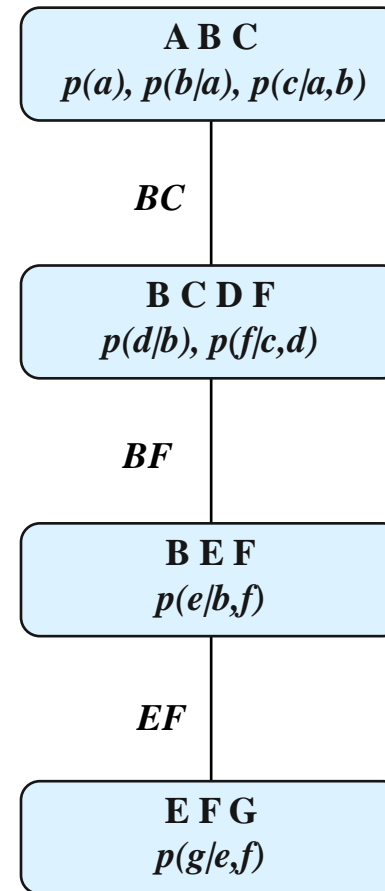 A B C
p(a), p(b/a), p(c/a,b)
BC
B C D F
p(d/b), p(f/c,d)
BF
B E F
p(e/b,f)
EF
E F G
p(g/e,f)